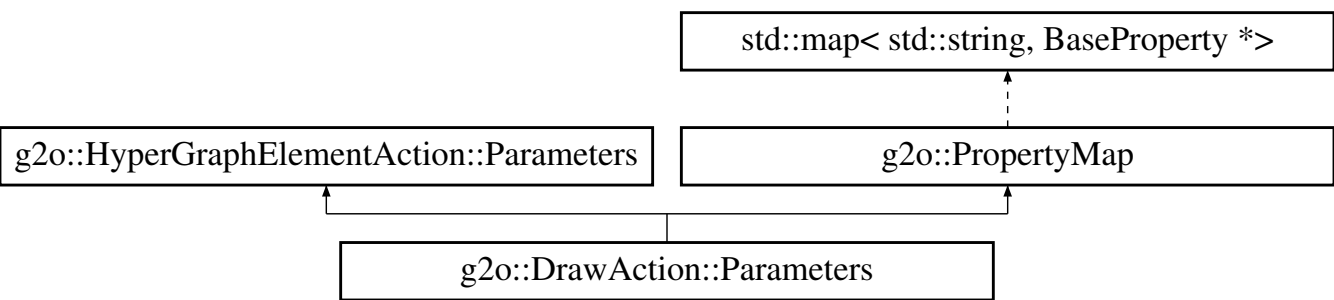 std::map< std::string, BaseProperty *>
g2o::HyperGraphElementAction::Parameters
g2o::PropertyMap
g2o::DrawAction::Parameters